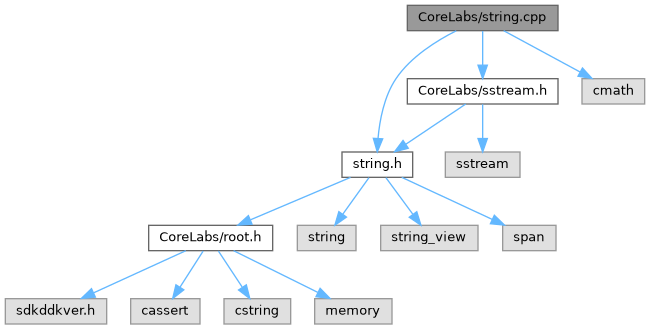 CoreLabs/string.cpp
CoreLabs/sstream.h
cmath
string.h
sstream
CoreLabs/root.h
string
string_view
span
sdkddkver.h
cassert
cstring
memory